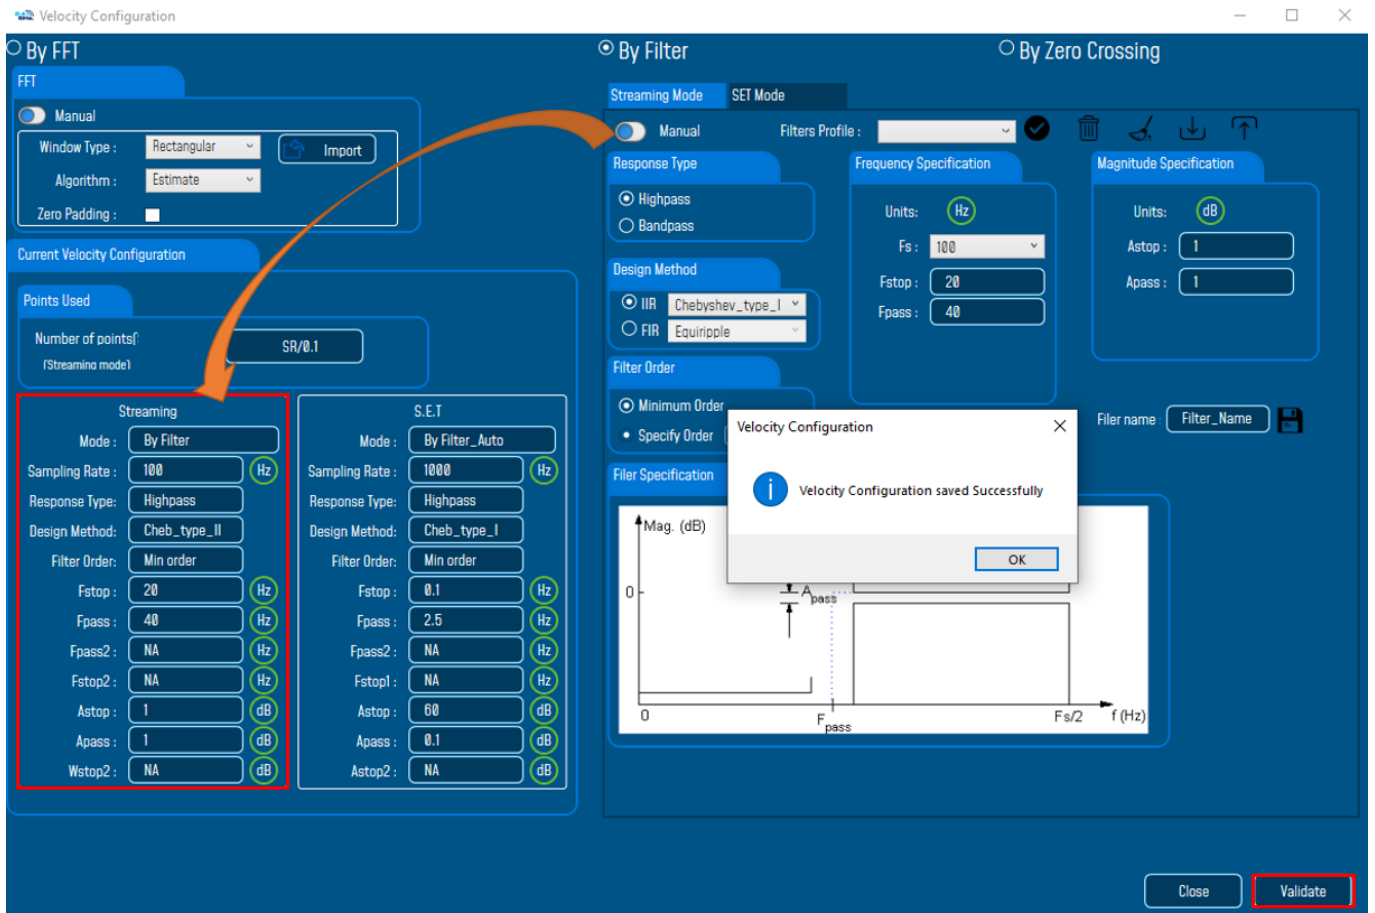 Velocity Configuration
By FFT
By Filter
By Zero Crossing
FFT
Manual
Window Type :
Rectangular
Import
Algorithm :
Estimate
Zero Padding :
Current Velocity Configuration
Points Used
Number of points[
(Streaming mode)
SR/0.1
Streaming
Mode :
By Filter
Sampling Rate :
100
Hz
Response Type:
Highpass
Design Method:
Cheb_type_II
Filter Order:
Min order
Fstop :
20
Hz
Fpass :
40
Hz
Fpass2 :
NA
Hz
Fstop2 :
NA
Hz
Astop :
1
dB
Apass :
1
dB
Wstop2 :
NA
dB
S.E.T
Mode :
By Filter_Auto
Sampling Rate :
1000
Hz
Response Type:
Highpass
Design Method:
Cheb_type_I
Filter Order:
Min order
Fstop :
0.1
Hz
Fpass :
2.5
Hz
Fpass2 :
NA
Hz
Fstop1 :
NA
Hz
Astop :
60
dB
Apass :
0.1
dB
Astop2 :
NA
dB
Streaming Mode
SET Mode
Manual
Filters Profile :
Response Type
Highpass
Bandpass
Design Method
IIR
Chebyshev_type_I
FIR
Equiripple
Filter Order
Minimum Order
Specify Order
Frequency Specification
Units:
Hz
Fs :
100
Fstop :
20
Fpass :
40
Magnitude Specification
Units:
dB
Astop :
1
Apass :
1
Filer name :
Filter_Name
Filer Specification
Mag. (dB)
0
A pass
0
F pass
Fs/2
f (Hz)
Velocity Configuration
Velocity Configuration saved Successfully
OK
Close
Validate